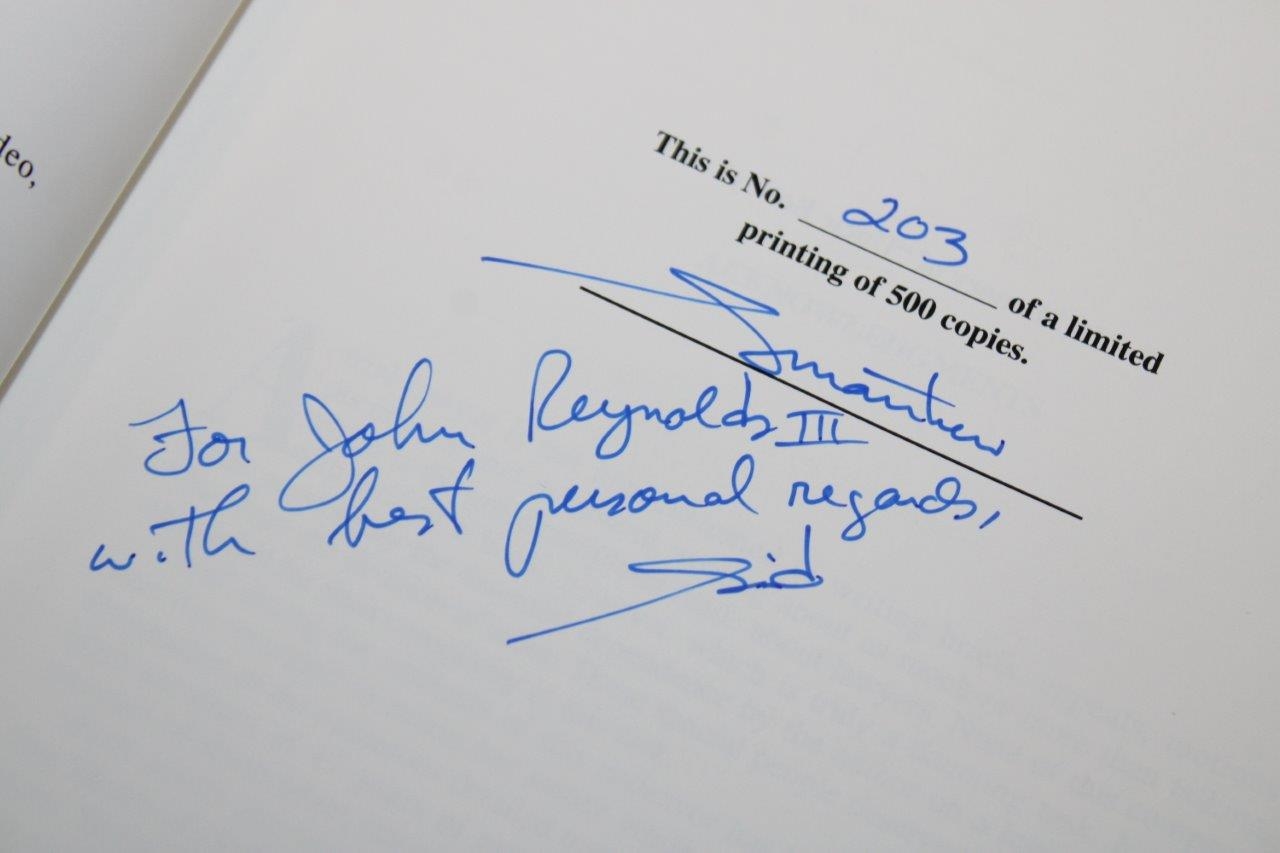 deo,
This is No. 203 of a limited
printing of 500 copies.
For John Reynolds III
with best personal regards,
Sid